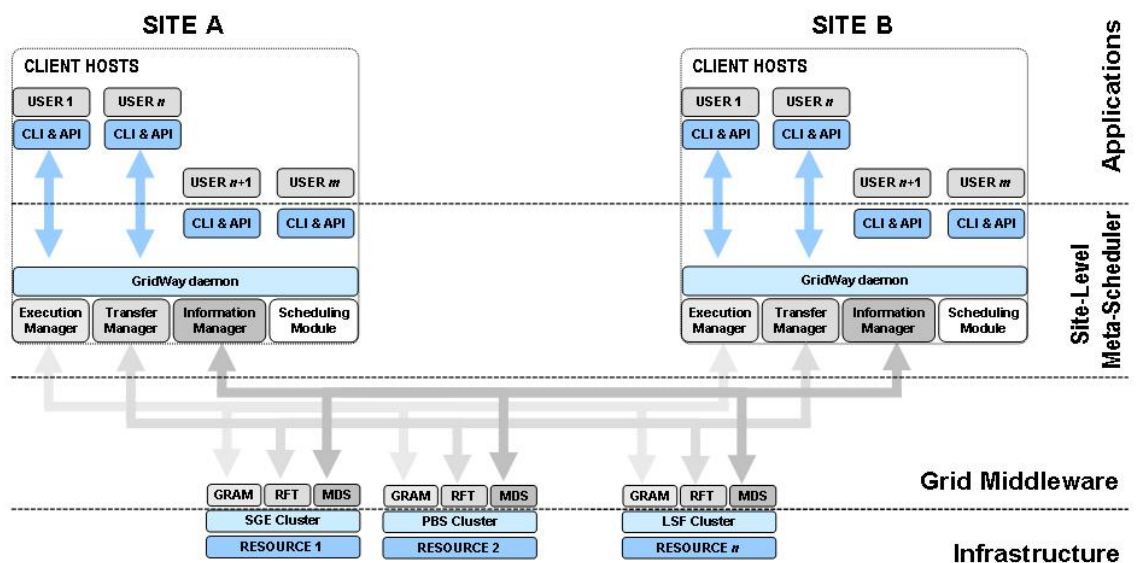 SITE A
SITE B
CLIENT HOSTS
CLIENT HOSTS
USER 1
USER n
USER 1
USER n
CLI & API
CLI & API
CLI & API
CLI & API
Applications
USER n+1
USER m
USER n+1
USER m
CLI & API
CLI & API
CLI & API
CLI & API
GridWay daemon
GridWay daemon
Execution
Manager
Transfer
Manager
Information
Manager
Scheduling
Module
Execution
Manager
Transfer
Manager
Information
Manager
Scheduling
Module
Site-Level
Meta-Scheduler
GRAM
RFT
MDS
GRAM
RFT
MDS
GRAM
RFT
MDS
Grid Middleware
SGE Cluster
PBS Cluster
LSF Cluster
RESOURCE 1
RESOURCE 2
RESOURCE n
Infrastructure